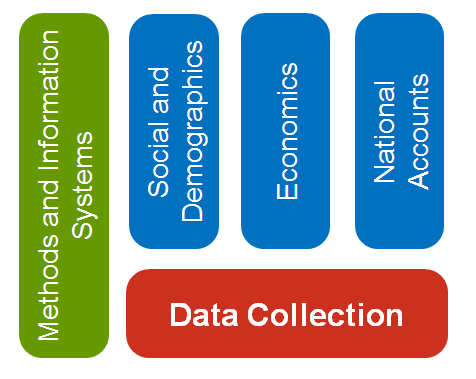 Methods and Information
Systems
Social and
Demographics
Economics
National
Accounts
Data Collection